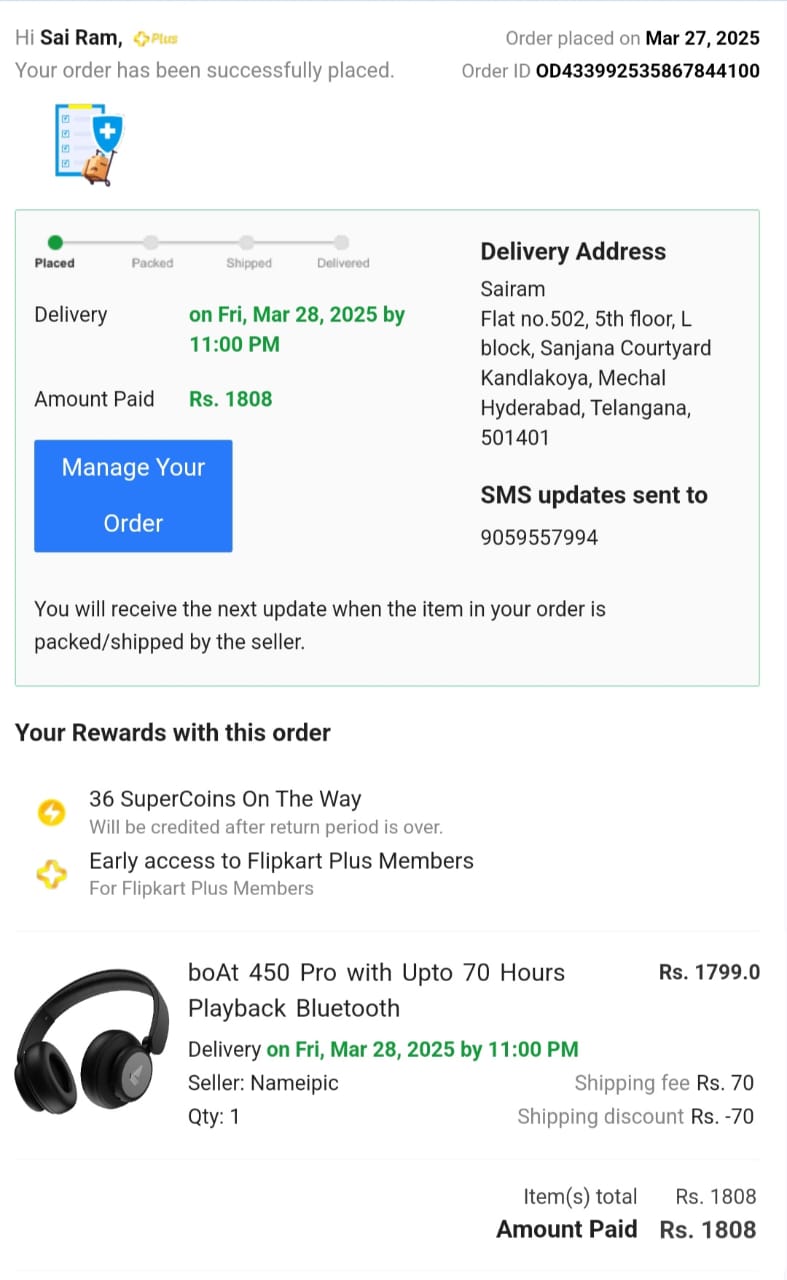 Hi Sai Ram, Plus
Order placed on Mar 27, 2025
Your order has been successfully placed.
Order ID OD433992535867844100
Placed Packed Shipped Delivered
Delivery on Fri, Mar 28, 2025 by
11:00 PM
Amount Paid Rs. 1808
Manage Your
Order
Delivery Address
Sairam
Flat no.502, 5th floor, L
block, Sanjana Courtyard
Kandlakoya, Mechal
Hyderabad, Telangana,
501401
SMS updates sent to
9059557994
You will receive the next update when the item in your order is
packed/shipped by the seller.
Your Rewards with this order
36 SuperCoins On The Way
Will be credited after return period is over.
Early access to Flipkart Plus Members
For Flipkart Plus Members
boAt 450 Pro with Upto 70 Hours Rs. 1799.0
Playback Bluetooth
Delivery on Fri, Mar 28, 2025 by 11:00 PM
Seller: Nameipic Shipping fee Rs. 70
Qty: 1 Shipping discount Rs. -70
Item(s) total Rs. 1808
Amount Paid Rs. 1808